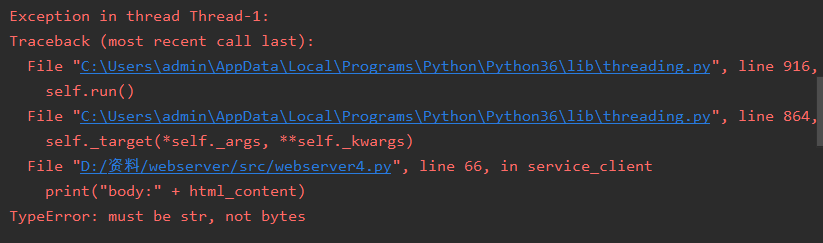 Exception in thread Thread-1:
Traceback (most recent call last):
  File "C:\Users\admin\AppData\Local\Programs\Python\Python36\lib\threading.py", line 916,
    self.run()
  File "C:\Users\admin\AppData\Local\Programs\Python\Python36\lib\threading.py", line 864,
    self._target(*self._args, **self._kwargs)
  File "D:/资料/webserver/src/webserver4.py", line 66, in service_client
    print("body:" + html_content)
TypeError: must be str, not bytes